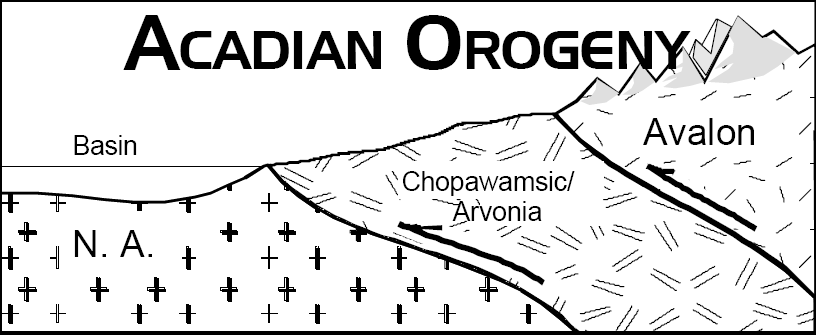 ACADIAN OROGENY
Basin
Avalon
Chopawamsic/
Arvonia
N. A.